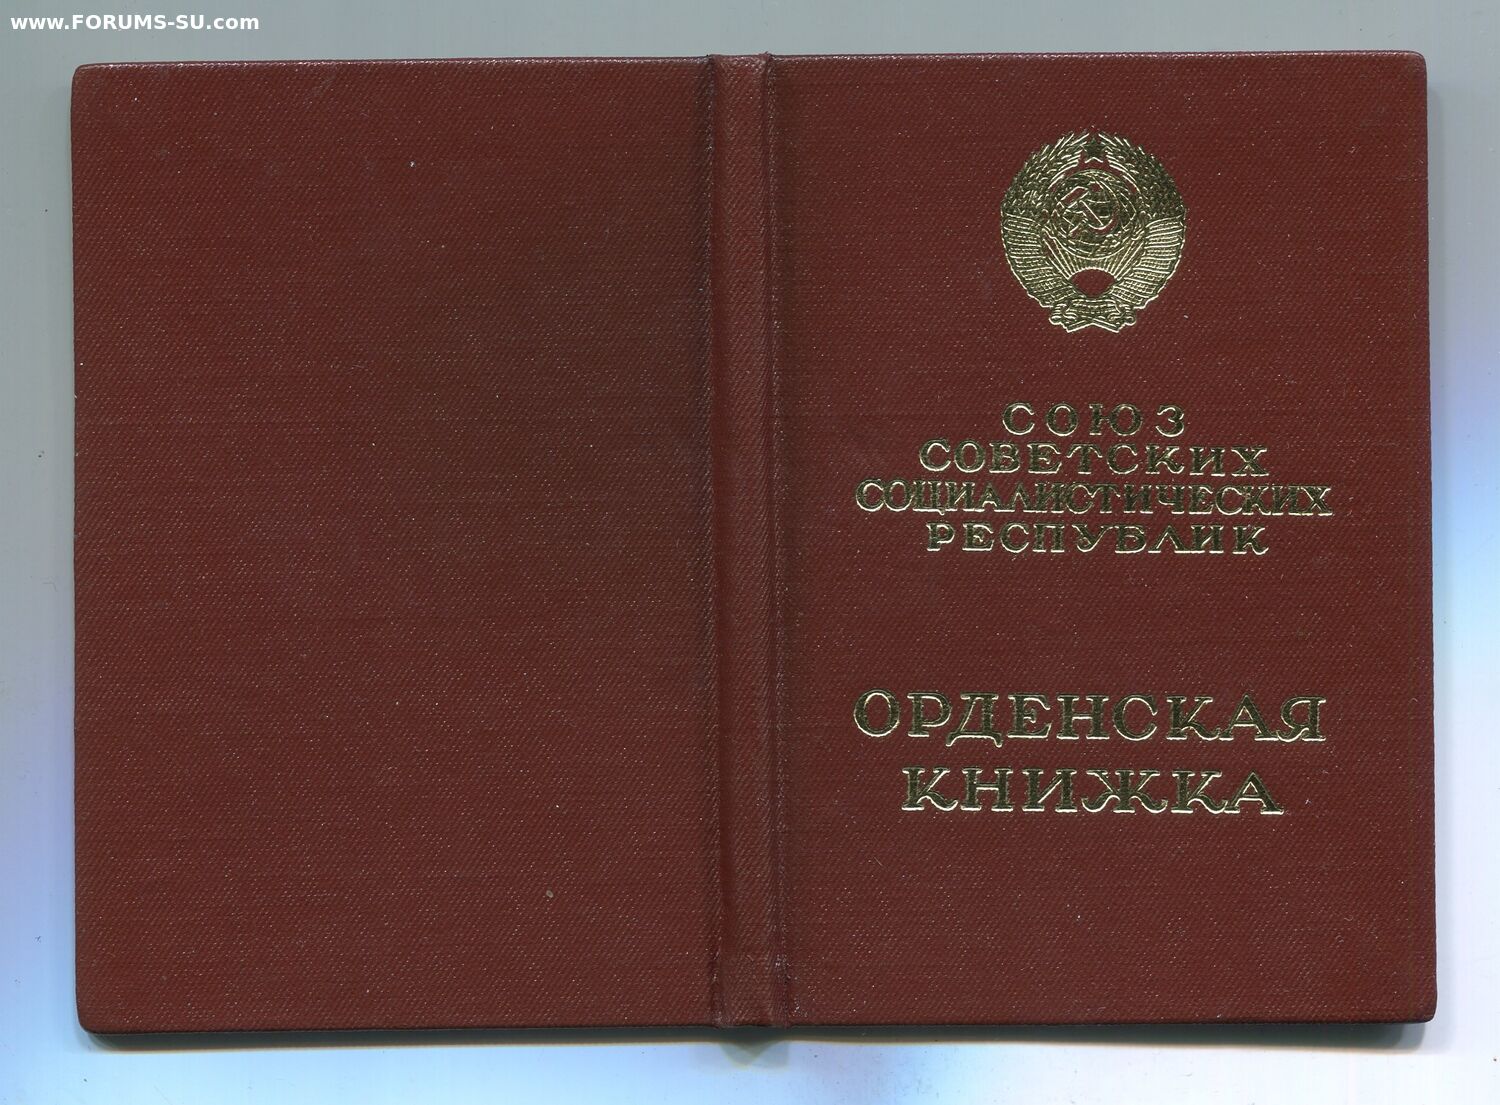 www.FORUMS-SU.com
СОЮЗ
СОВЕТСКИХ
СОЦИАЛИСТИЧЕСКИХ
РЕСПУБЛИК
ОРДЕНСКАЯ
КНИЖКА